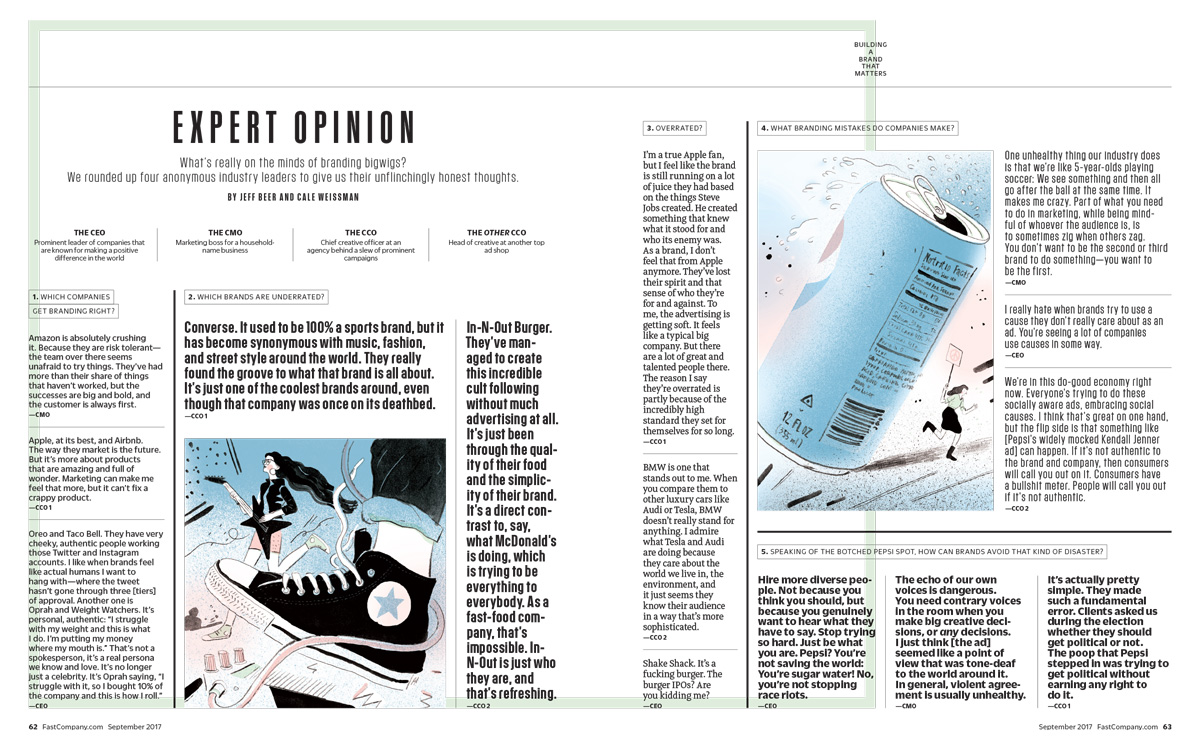 BUILDING
A
BRAND
THAT
MATTERS
EXPERT OPINION
What's really on the minds of branding bigwigs?
We rounded up four anonymous industry leaders to give us their unflinchingly honest thoughts.
BY JEFF BEER AND CALE WEISSMAN
THE CEO
Prominent leader of companies that
are known for making a positive
difference in the world
THE CMO
Marketing boss for a household-
name business
THE CCO
Chief creative officer at an
agency behind a slew of prominent
campaigns
THE OTHER CCO
Head of creative at another top
ad shop
1. WHICH COMPANIES
GET BRANDING RIGHT?
Amazon is absolutely crushing
it. Because they are risk tolerant—
the team over there seems
unafraid to try things. They've had
more than their share of things
that haven't worked, but the
successes are big and bold, and
the customer is always first.
—CMO
Apple, at its best, and Airbnb.
The way they market is the future.
But it's more about products
that are amazing and full of
wonder. Marketing can make me
feel that more, but it can't fix a
crappy product.
—CCO 1
Oreo and Taco Bell. They have very
cheeky, authentic people working
those Twitter and Instagram
accounts. I like when brands feel
like actual humans I want to
hang with—where the tweet
hasn't gone through three [tiers]
of approval. Another one is
Oprah and Weight Watchers. It's
personal, authentic: "I struggle
with my weight and this is what
I do. I'm putting my money
where my mouth is." That's not a
spokesperson, it's a real persona
we know and love. It's no longer
just a celebrity. It's Oprah saying, "I
struggle with it, so I bought 10% of
the company and this is how I roll."
—CEO
2. WHICH BRANDS ARE UNDERRATED?
Converse. It used to be 100% a sports brand, but it
has become synonymous with music, fashion,
and street style around the world. They really
found the groove to what that brand is all about.
It's just one of the coolest brands around, even
though that company was once on its deathbed.
—CCO 1
In-N-Out Burger.
They've man-
aged to create
this incredible
cult following
without much
advertising at all.
It's just been
through the qual-
ity of their food
and the simplic-
ity of their brand.
It's a direct con-
trast to, say,
what McDonald's
is doing, which
is trying to be
everything to
everybody. As a
fast-food com-
pany, that's
impossible. In-
N-Out is just who
they are, and
that's refreshing.
—CCO 2
3. OVERRATED?
I'm a true Apple fan,
but I feel like the brand
is still running on a lot
of juice they had based
on the things Steve
Jobs created. He created
something that knew
what it stood for and
who its enemy was.
As a brand, I don't
feel that from Apple
anymore. They've lost
their spirit and that
sense of who they're
for and against. To
me, the advertising is
getting soft. It feels
like a typical big
company. But there
are a lot of great and
talented people there.
The reason I say
they're overrated is
partly because of the
incredibly high
standard they set for
themselves for so long.
—CCO 1
BMW is one that
stands out to me. When
you compare them to
other luxury cars like
Audi or Tesla, BMW
doesn't really stand for
anything. I admire
what Tesla and Audi
are doing because
they care about the
world we live in, the
environment, and
it just seems they
know their audience
in a way that's more
sophisticated.
—CCO 2
Shake Shack. It's a
fucking burger. The
burger IPOs? Are
you kidding me?
—CEO
4. WHAT BRANDING MISTAKES DO COMPANIES MAKE?
12 FL OZ
One unhealthy thing our industry does
is that we're like 5-year-olds playing
soccer: We see something and then all
go after the ball at the same time. It
makes me crazy. Part of what you need
to do in marketing, while being mind-
ful of whoever the audience is, is
to sometimes zig when others zag.
You don't want to be the second or third
brand to do something—you want to
be the first.
—CMO
I really hate when brands try to use a
cause they don't really care about as an
ad. You're seeing a lot of companies
use causes in some way.
—CEO
We're in this do-good economy right
now. Everyone's trying to do these
socially aware ads, embracing social
causes. I think that's great on one hand,
but the flip side is that something like
[Pepsi's widely mocked Kendall Jenner
ad] can happen. If it's not authentic to
the brand and company, then consumers
will call you out on it. Consumers have
a bullshit meter. People will call you out
if it's not authentic.
—CCO 2
5. SPEAKING OF THE BOTCHED PEPSI SPOT, HOW CAN BRANDS AVOID THAT KIND OF DISASTER?
Hire more diverse peo-
ple. Not because you
think you should, but
because you genuinely
want to hear what they
have to say. Stop trying
so hard. Just be what
you are. Pepsi? You're
not saving the world:
You're sugar water! No,
you're not stopping
race riots.
—CEO
The echo of our own
voices is dangerous.
You need contrary voices
in the room when you
make big creative deci-
sions, or any decisions.
I just think [the ad]
seemed like a point of
view that was tone-deaf
to the world around it.
In general, violent agree-
ment is usually unhealthy.
—CMO
It's actually pretty
simple. They made
such a fundamental
error. Clients asked us
during the election
whether they should
get political or not.
The poop that Pepsi
stepped in was trying to
get political without
earning any right to
do it.
—CCO 1
62 FastCompany.com September 2017
September 2017 FastCompany.com 63